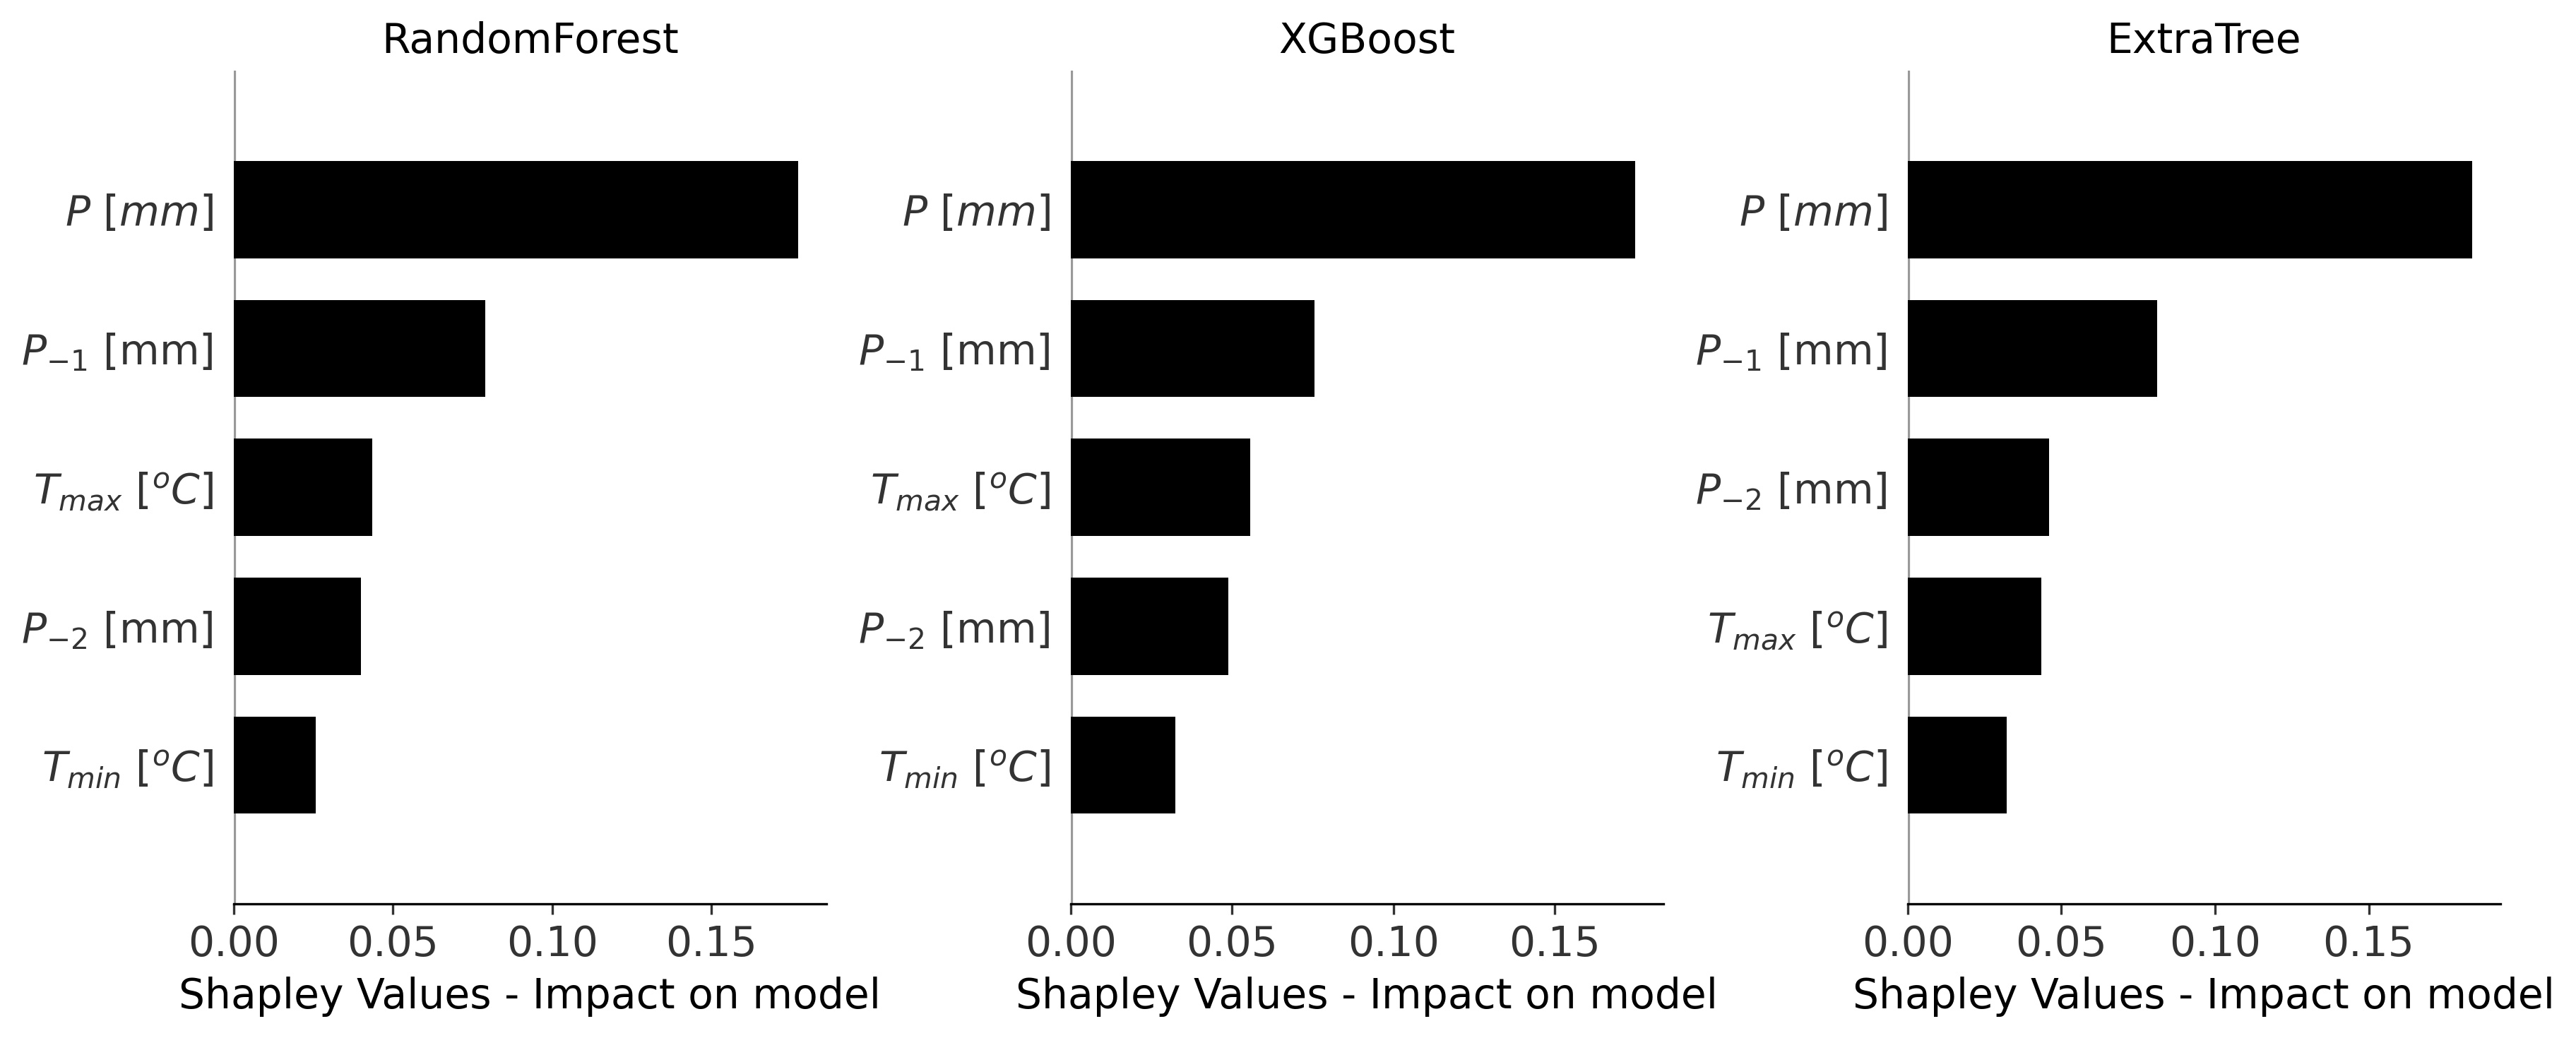 RandomForest
P [mm]
P₋₁ [mm]
Tₘₐₓ [ᵒC]
P₋₂ [mm]
Tₘᵢₙ [ᵒC]
0.00 0.05 0.10 0.15
Shapley Values - Impact on model
XGBoost
P [mm]
P₋₁ [mm]
Tₘₐₓ [ᵒC]
P₋₂ [mm]
Tₘᵢₙ [ᵒC]
0.00 0.05 0.10 0.15
Shapley Values - Impact on model
ExtraTree
P [mm]
P₋₁ [mm]
P₋₂ [mm]
Tₘₐₓ [ᵒC]
Tₘᵢₙ [ᵒC]
0.00 0.05 0.10 0.15
Shapley Values - Impact on model